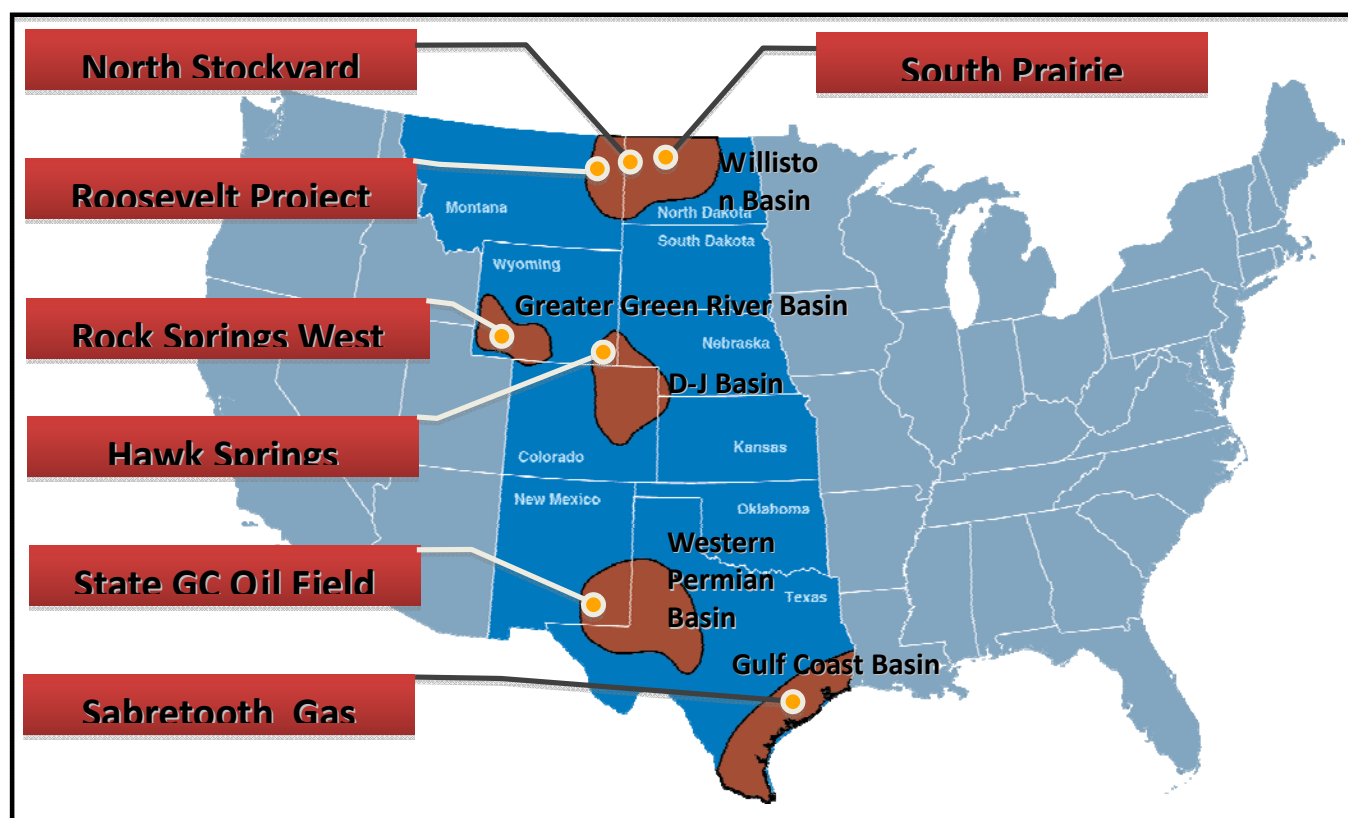 North Stockyard
South Prairie
Roosevelt Project
Willisto
n Basin
Montana
North Dakota
South Dakota
Wyoming
Greater Green River Basin
Rock Springs West
Nebraska
D-J Basin
Hawk Springs
Colorado
Kansas
New Mexico
Oklahoma
Western
Permian
Basin
State GC Oil Field
Texas
Gulf Coast Basin
Sabretooth Gas